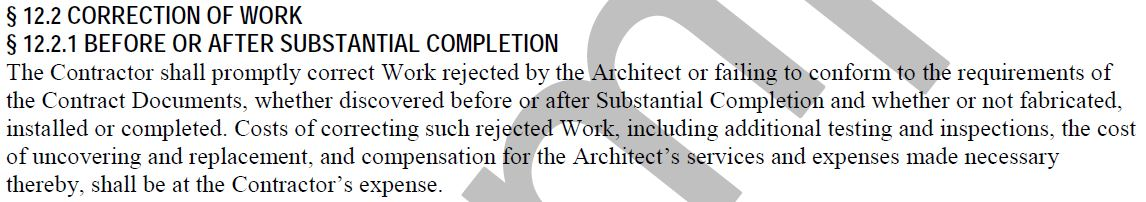 § 12.2 CORRECTION OF WORK
§ 12.2.1 BEFORE OR AFTER SUBSTANTIAL COMPLETION
The Contractor shall promptly correct Work rejected by the Architect or failing to conform to the requirements of
the Contract Documents, whether discovered before or after Substantial Completion and whether or not fabricated,
installed or completed. Costs of correcting such rejected Work, including additional testing and inspections, the cost
of uncovering and replacement, and compensation for the Architect’s services and expenses made necessary
thereby, shall be at the Contractor’s expense.